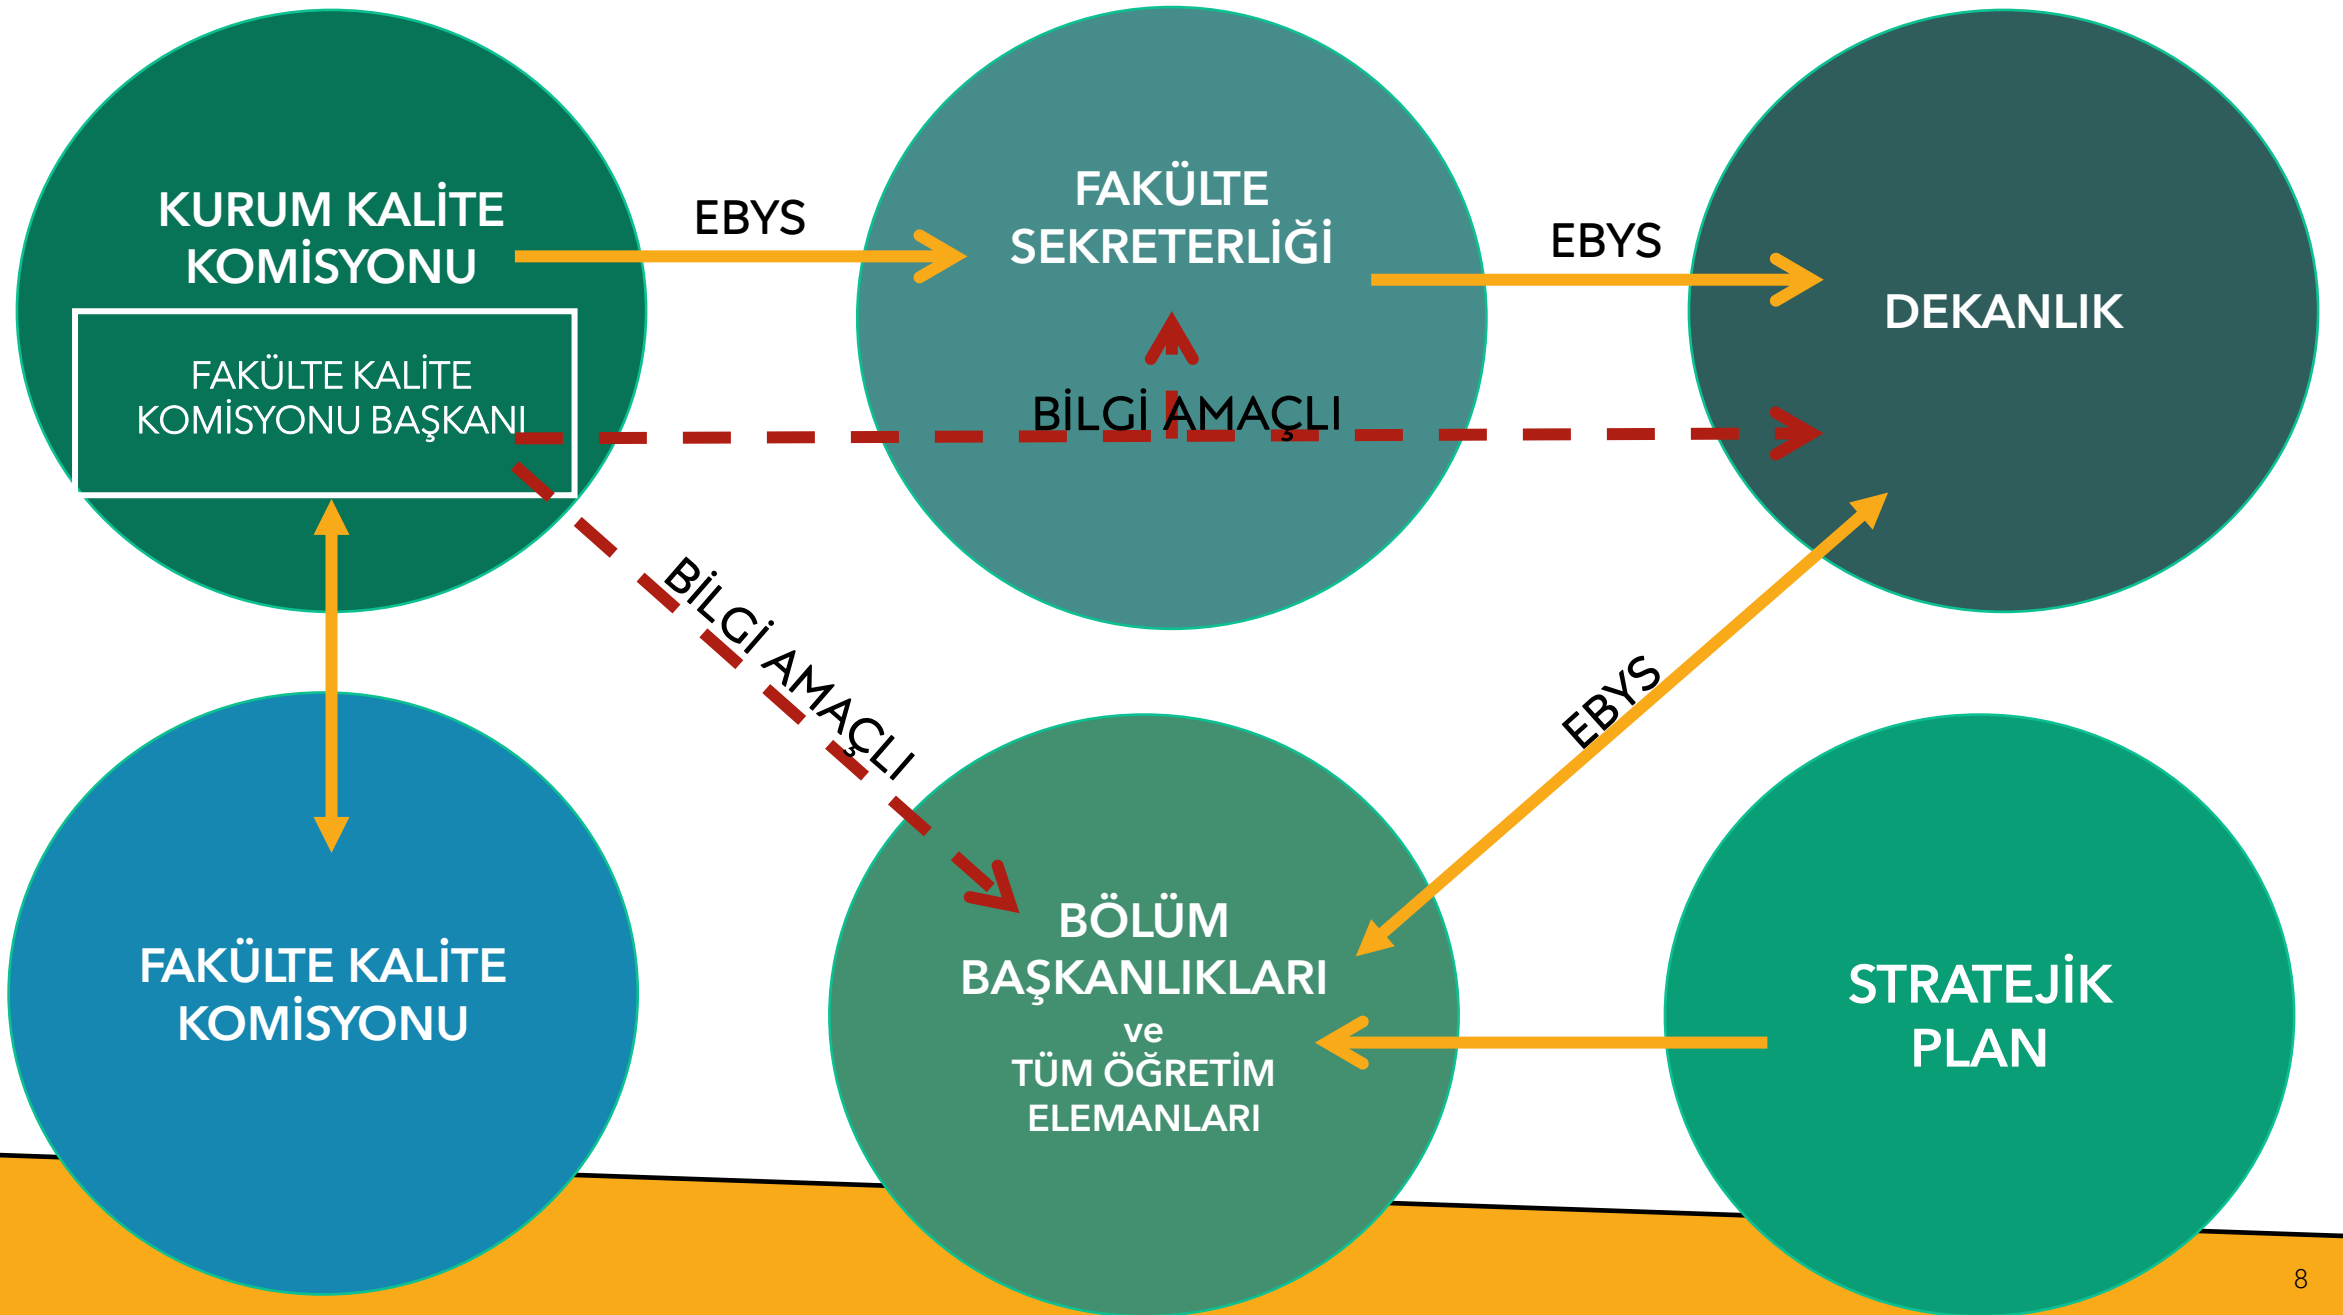 KURUM KALİTE
KOMİSYONU
FAKÜLTE KALİTE
KOMİSYONU BAŞKANI
EBYS
FAKÜLTE
SEKRETERLİĞİ
BİLGİ AMAÇLI
EBYS
DEKANLIK
BİLGİ AMAÇLI
EBYS
FAKÜLTE KALİTE
KOMİSYONU
BÖLÜM
BAŞKANLIKLARI
ve
TÜM ÖĞRETİM
ELEMANLARI
STRATEJİK
PLAN
8